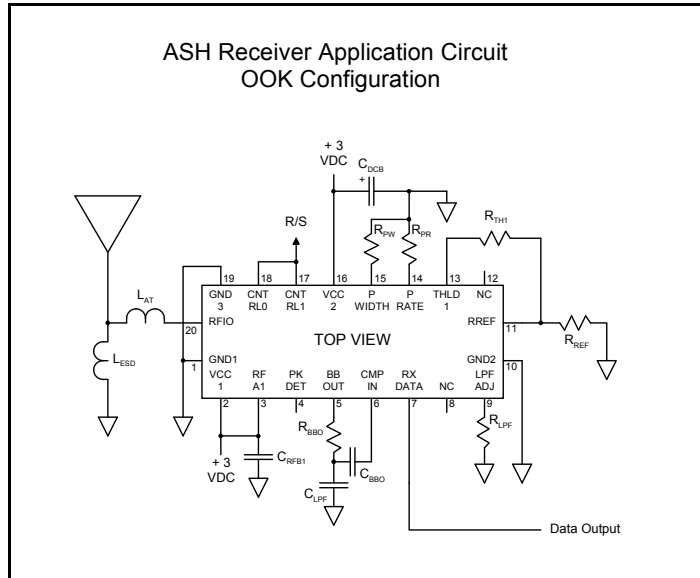 ASH Receiver Application Circuit
OOK Configuration
+ 3
VDC
CDCB
+
R/S
RPW
RPR
RTH1
19
18
17
16
15
14
13
12
LAT
GND
3
CNT
RL0
CNT
RL1
VCC
2
P
WIDTH
P
RATE
THLD
1
NC
20
RFIO
RREF
11
TOP VIEW
RREF
LESD
1
GND1
GND2
10
VCC
1
RF
A1
PK
DET
BB
OUT
CMP
IN
RX
DATA
NC
LPF
ADJ
2
3
4
5
6
7
8
9
RBBO
RLPF
+ 3
VDC
CRFB1
CBBO
CLPF
Data Output